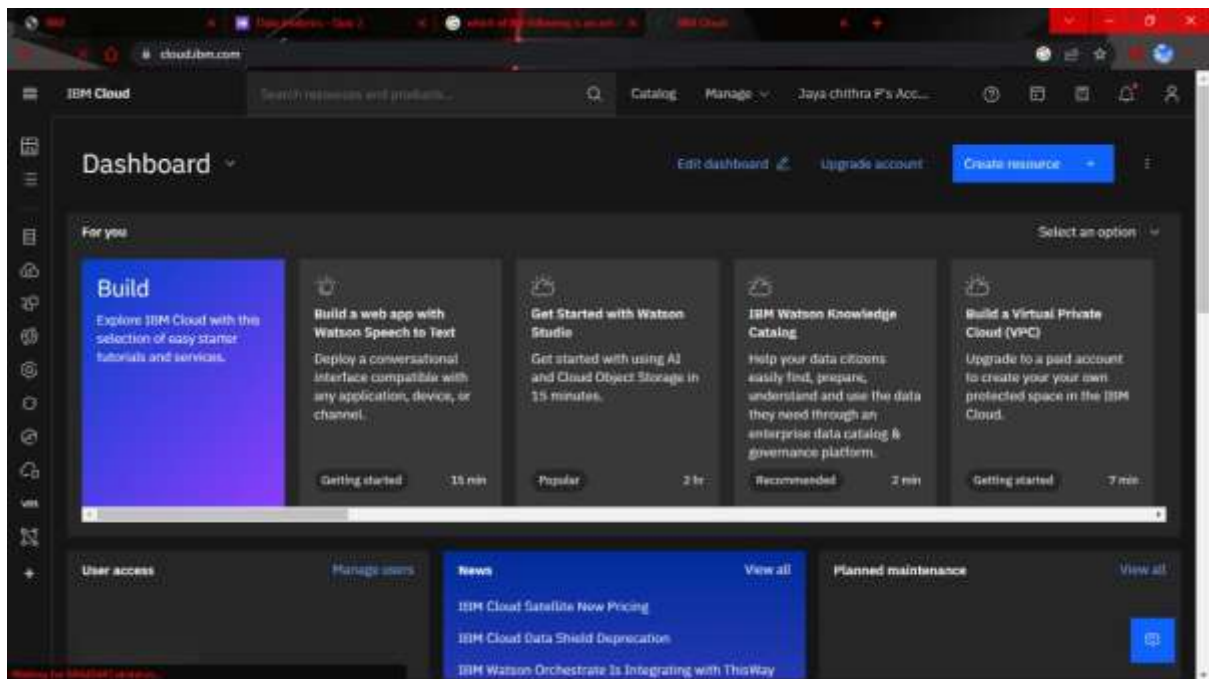 IBM
Data Analytics - Quiz 2
IBM Cloud
cloud.ibm.com
IBM Cloud
Search resources and products...
Catalog
Manage
Jaya chithra P's Acc...
Dashboard
Edit dashboard
Upgrade account
Create resource +
For you
Select an option
Build
Explore IBM Cloud with this
selection of easy starter
tutorials and services.
Build a web app with
Watson Speech to Text
Deploy a conversational
interface compatible with
any application, device, or
channel.
Getting started 15 min
Get Started with Watson
Studio
Get started with using AI
and Cloud Object Storage in
15 minutes.
Popular 2 hr
IBM Watson Knowledge
Catalog
Help your data citizens
easily find, prepare,
understand and use the data
they need through an
enterprise data catalog &
governance platform.
Recommended 2 min
Build a Virtual Private
Cloud (VPC)
Upgrade to a paid account
to create your your own
protected space in the IBM
Cloud.
Getting started 7 min
User access
Manage users
News
View all
IBM Cloud Satellite New Pricing
IBM Cloud Data Shield Deprecation
IBM Watson Orchestrate Is Integrating with ThisWay
Planned maintenance
View all